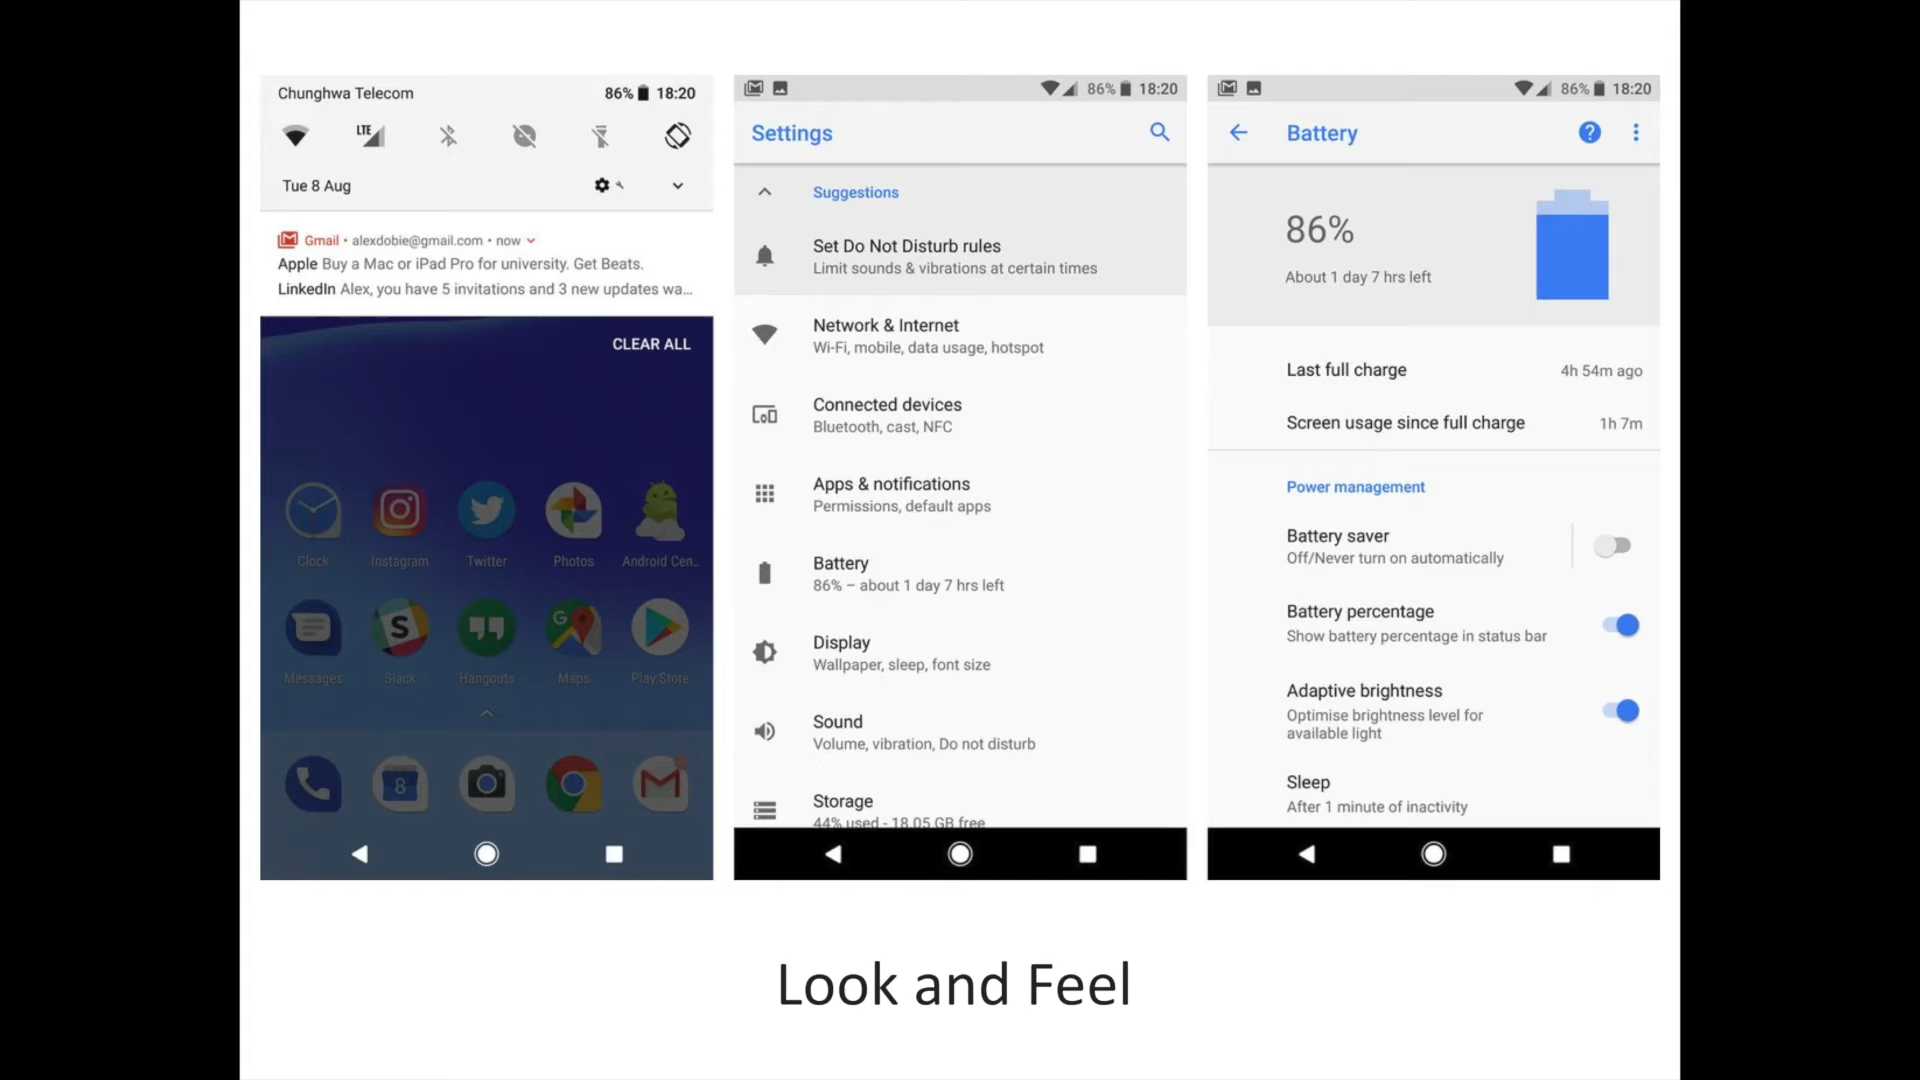 Chunghwa Telecom 86% 18:20
LTE
Tue 8 Aug
Gmail • alexdobie@gmail.com • now
Apple Buy a Mac or iPad Pro for university. Get Beats.
LinkedIn Alex, you have 5 invitations and 3 new updates wa...
CLEAR ALL
Clock Instagram Twitter Photos Android Cen..
S G
Messages Slack Hangouts Maps Play Store
8
86% 18:20
Settings
Suggestions
Set Do Not Disturb rules
Limit sounds & vibrations at certain times
Network & Internet
Wi-Fi, mobile, data usage, hotspot
Connected devices
Bluetooth, cast, NFC
Apps & notifications
Permissions, default apps
Battery
86% – about 1 day 7 hrs left
Display
Wallpaper, sleep, font size
Sound
Volume, vibration, Do not disturb
Storage
44% used - 18.05 GB free
86% 18:20
Battery ?
86%
About 1 day 7 hrs left
Last full charge 4h 54m ago
Screen usage since full charge 1h 7m
Power management
Battery saver
Off/Never turn on automatically
Battery percentage
Show battery percentage in status bar
Adaptive brightness
Optimise brightness level for
available light
Sleep
After 1 minute of inactivity
Look and Feel